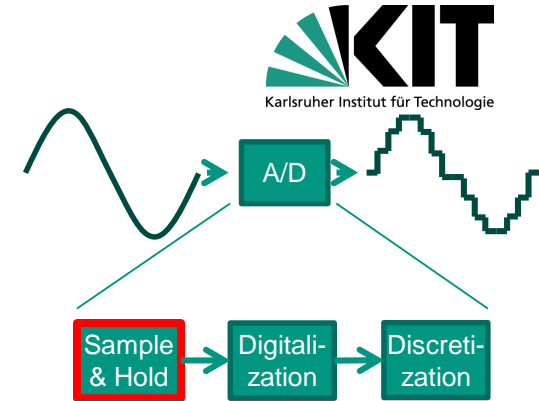 KIT
Karlsruher Institut für Technologie
A/D
Sample
& Hold
Digitali-
zation
Discreti-
zation